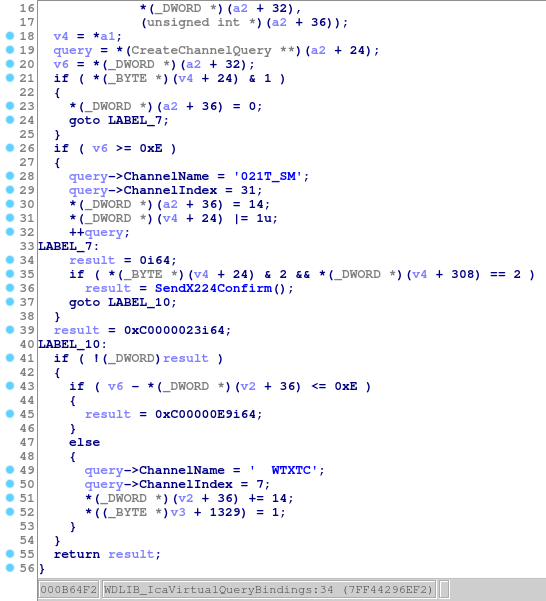 16 *(_DWORD *)(a2 + 32),
17 (unsigned int *)(a2 + 36));
18 v4 = *a1;
19 query = *(CreateChannelQuery **)(a2 + 24);
20 v6 = *(_DWORD *)(a2 + 32);
21 if ( *(_BYTE *)(v4 + 24) & 1 )
22 {
23 *(_DWORD *)(a2 + 36) = 0;
24 goto LABEL_7;
25 }
26 if ( v6 >= 0xE )
27 {
28 query->ChannelName = '021T_SM';
29 query->ChannelIndex = 31;
30 *(_DWORD *)(a2 + 36) = 14;
31 *(_DWORD *)(v4 + 24) |= 1u;
32 ++query;
33 LABEL_7:
34 result = 0i64;
35 if ( *(_BYTE *)(v4 + 24) & 2 && *(_DWORD *)(v4 + 308) == 2 )
36 result = SendX224Confirm();
37 goto LABEL_10;
38 }
39 result = 0xC0000023i64;
40 LABEL_10:
41 if ( !(_DWORD)result )
42 {
43 if ( v6 - *(_DWORD *)(v2 + 36) <= 0xE )
44 {
45 result = 0xC00000E9i64;
46 }
47 else
48 {
49 query->ChannelName = '  WTXTC';
50 query->ChannelIndex = 7;
51 *(_DWORD *)(v2 + 36) += 14;
52 *((_BYTE *)v3 + 1329) = 1;
53 }
54 }
55 return result;
56 }
000B64F2 WDLIB_IcaVirtualQueryBindings:34 (7FF44296EF2)